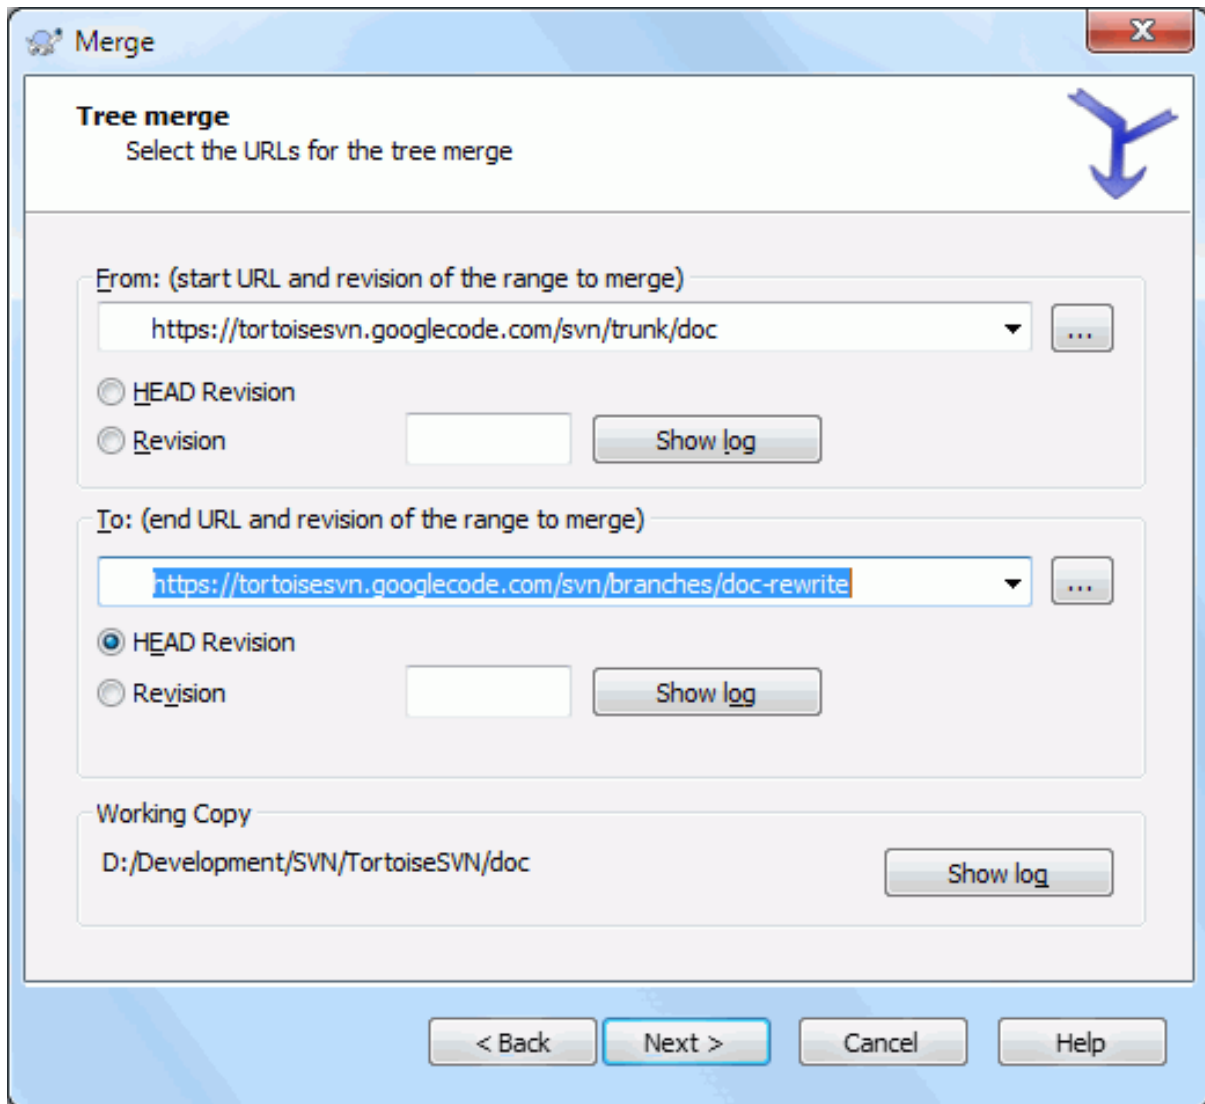 Merge
Tree merge
Select the URLs for the tree merge
From: (start URL and revision of the range to merge)
https://tortoisesvn.googlecode.com/svn/trunk/doc
...
HEAD Revision
Revision
Show log
To: (end URL and revision of the range to merge)
https://tortoisesvn.googlecode.com/svn/branches/doc-rewrite
...
HEAD Revision
Revision
Show log
Working Copy
D:/Development/SVN/TortoiseSVN/doc
Show log
< Back Next > Cancel Help